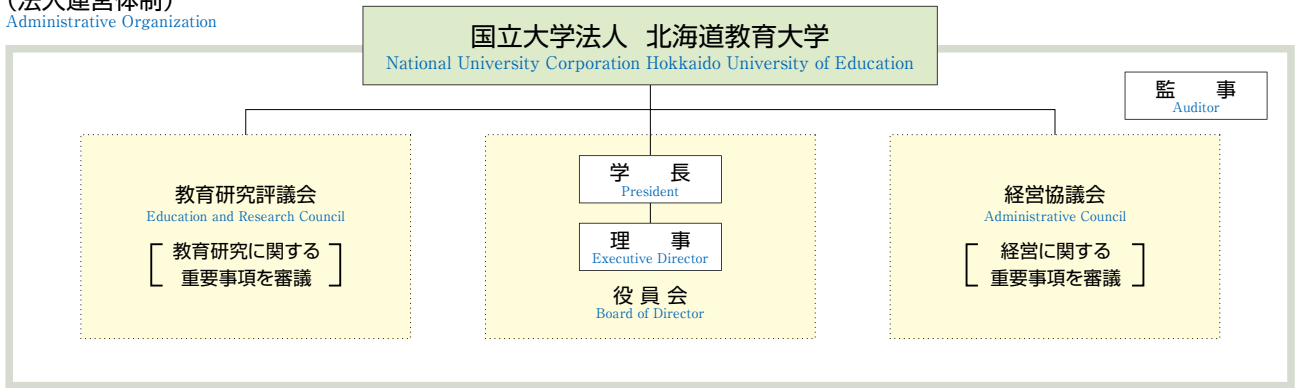 (法人運営体制)
Administrative Organization
国立大学法人 北海道教育大学
National University Corporation Hokkaido University of Education
監 事
Auditor
教育研究評議会
Education and Research Council
教育研究に関する
重要事項を審議
学 長
President
理 事
Executive Director
役員会
Board of Director
経営協議会
Administrative Council
経営に関する
重要事項を審議